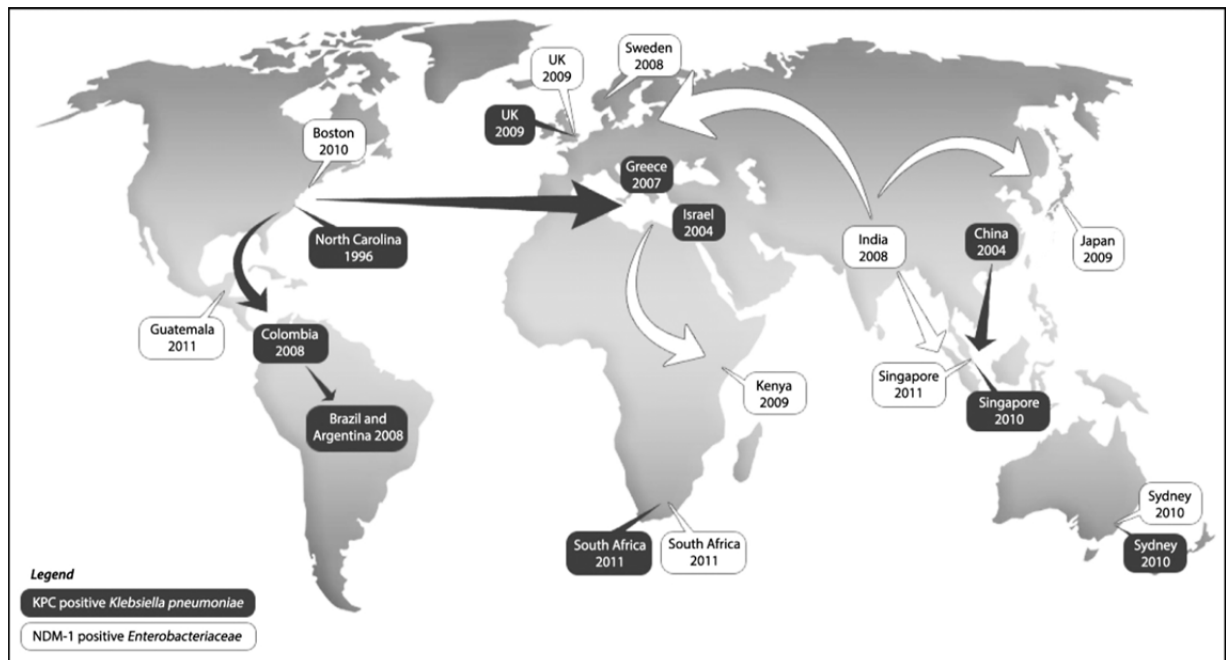 Sweden
2008
UK
2009
UK
2009
Boston
2010
Greece
2007
Israel
2004
North Carolina
1996
India
2008
China
2004
Japan
2009
Guatemala
2011
Colombia
2008
Brazil and
Argentina 2008
Kenya
2009
Singapore
2011
Singapore
2010
South Africa
2011
South Africa
2011
Sydney
2010
Sydney
2010
Legend
KPC positive Klebsiella pneumoniae
NDM-1 positive Enterobacteriaceae